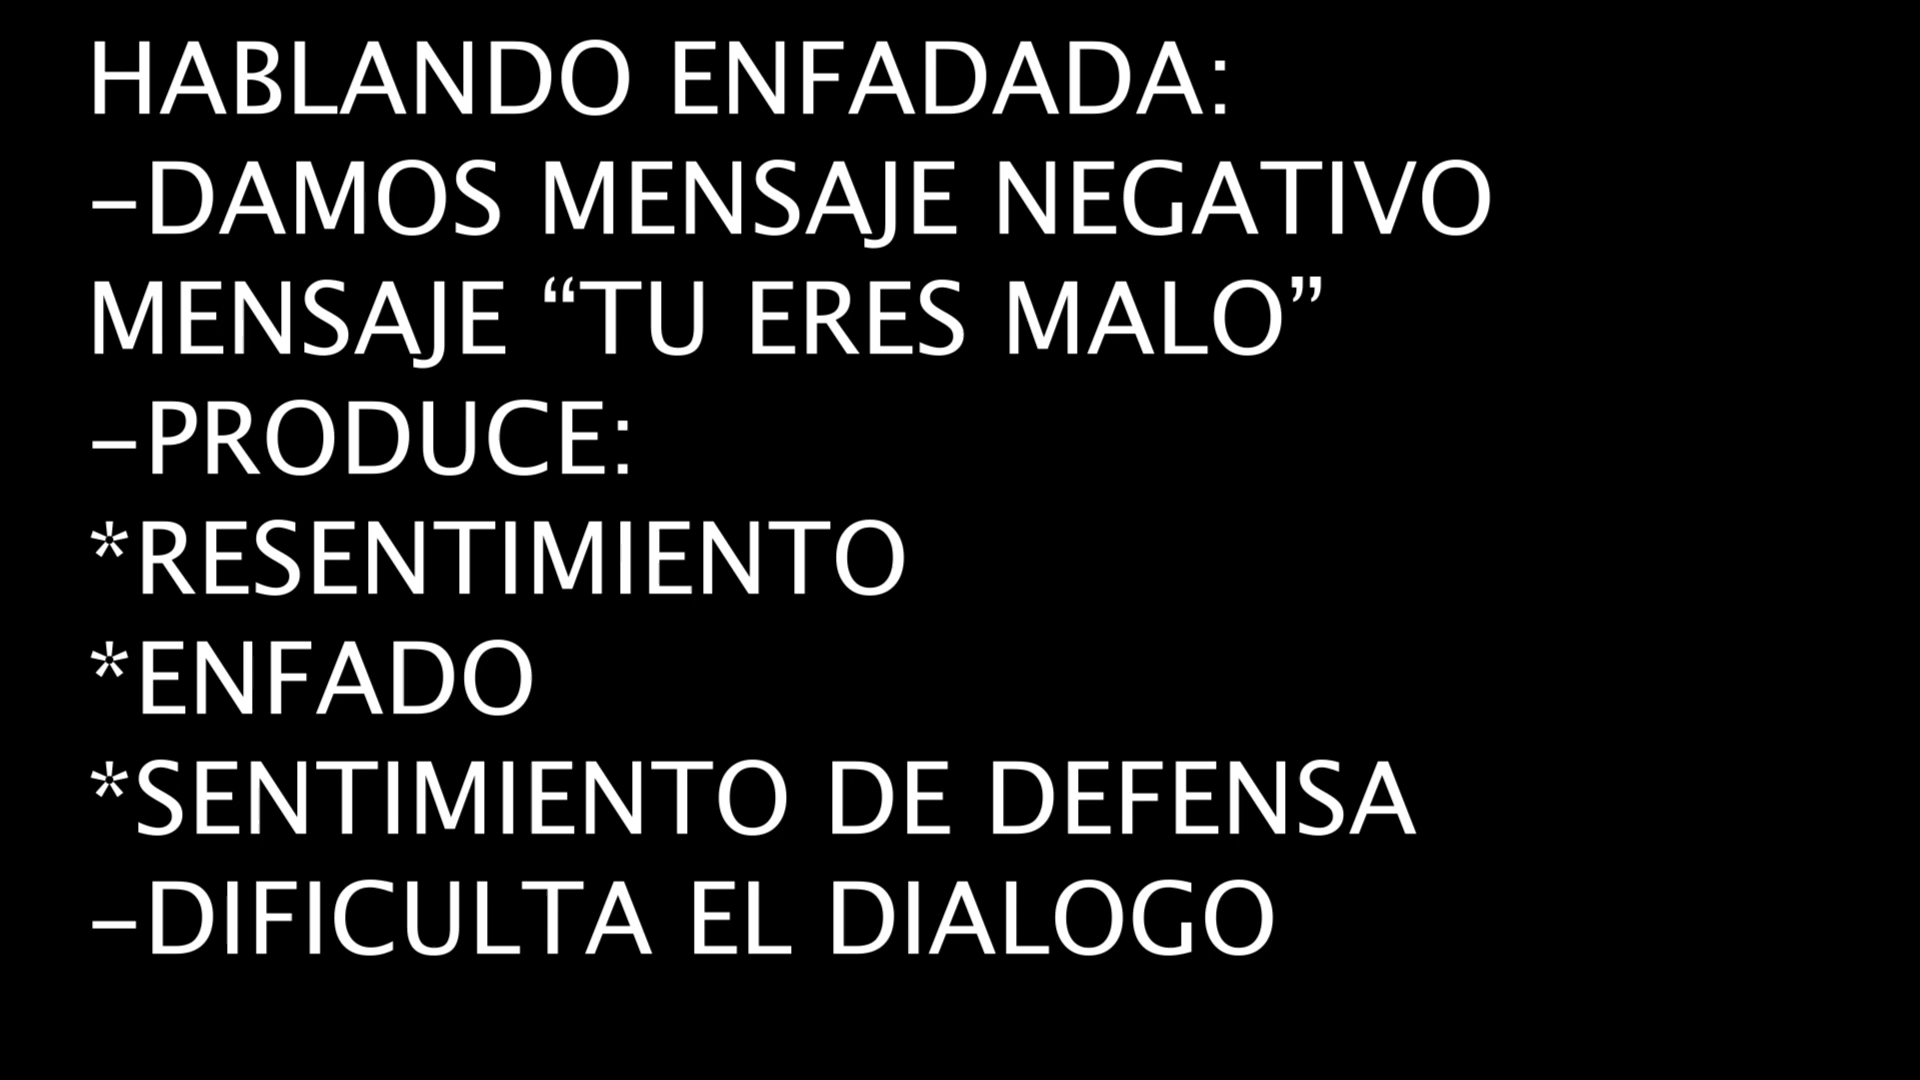 HABLANDO ENFADADA:
-DAMOS MENSAJE NEGATIVO
MENSAJE “TU ERES MALO”
-PRODUCE:
*RESENTIMIENTO
*ENFADO
*SENTIMIENTO DE DEFENSA
-DIFICULTA EL DIALOGO